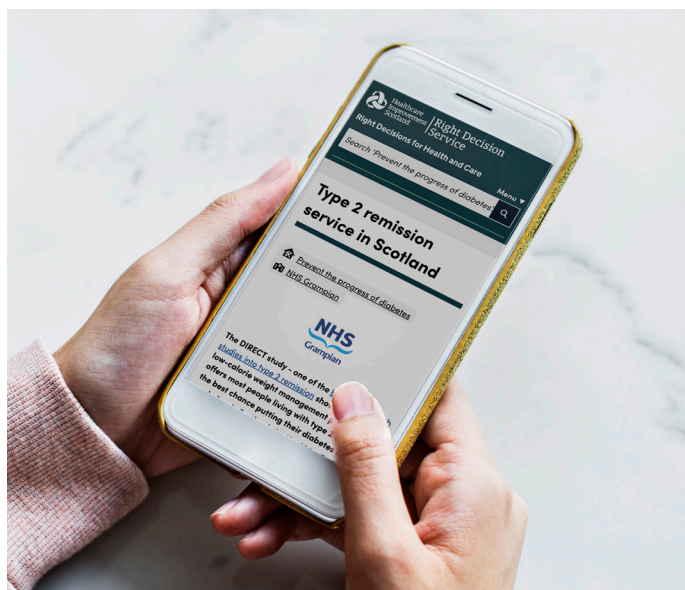 Healthcare
Improvement
Scotland
Right Decision
Service
Right Decisions for Health and Care
Menu ▼
Search 'Prevent the progress of diabetes'
Type 2 remission
service in Scotland
Prevent the progress of diabetes
NHS Grampian
NHS
Grampian
The DIRECT study - one of the
studies into type 2 remission
low-calorie weight management
offers most people living with type 2
the best chance putting their diabetes